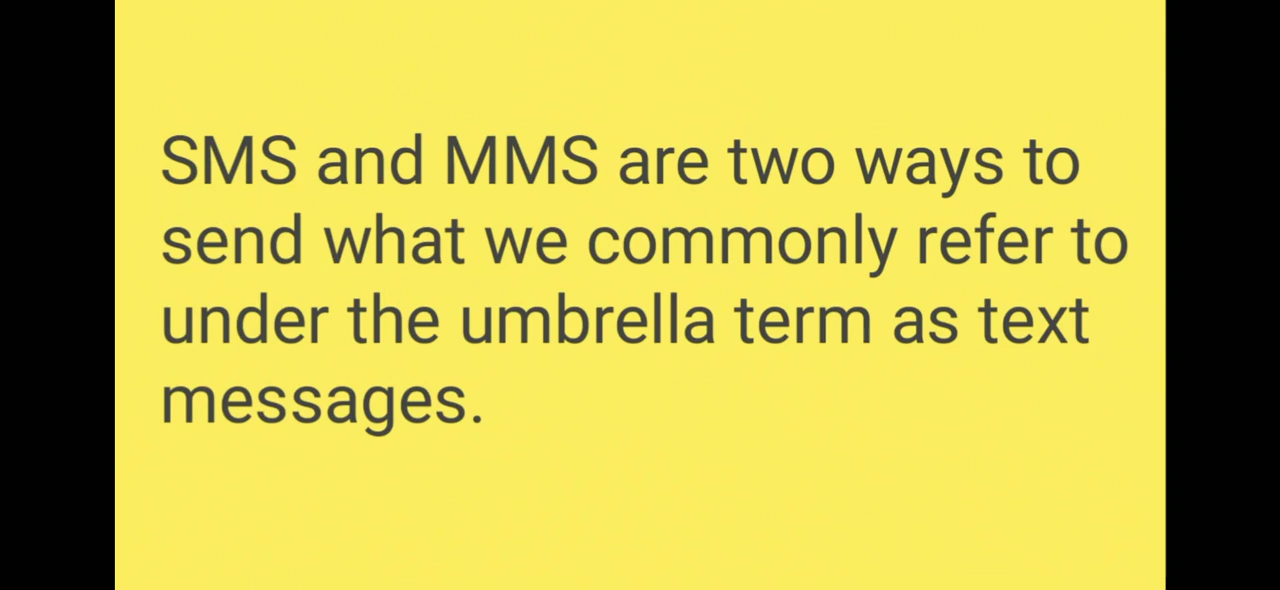 SMS and MMS are two ways to
send what we commonly refer to
under the umbrella term as text
messages.